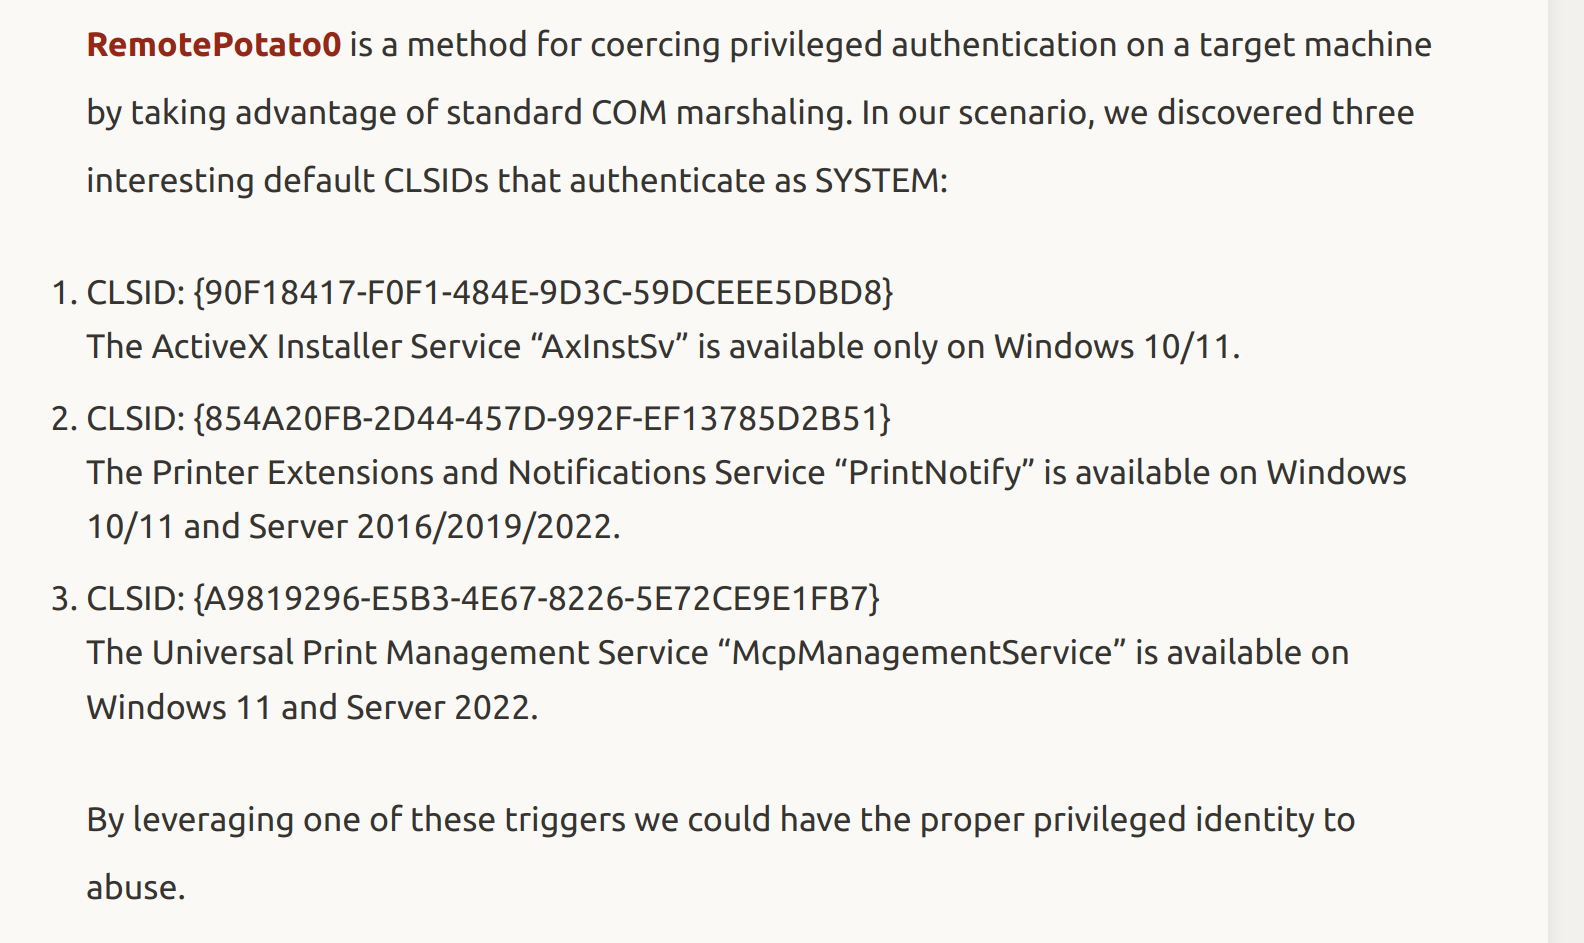 RemotePotato0 is a method for coercing privileged authentication on a target machine
by taking advantage of standard COM marshaling. In our scenario, we discovered three
interesting default CLSIDs that authenticate as SYSTEM:
1. CLSID: {90F18417-F0F1-484E-9D3C-59DCEEE5DBD8}
The ActiveX Installer Service “AxInstSv” is available only on Windows 10/11.
2. CLSID: {854A20FB-2D44-457D-992F-EF13785D2B51}
The Printer Extensions and Notifications Service “PrintNotify” is available on Windows
10/11 and Server 2016/2019/2022.
3. CLSID: {A9819296-E5B3-4E67-8226-5E72CE9E1FB7}
The Universal Print Management Service “McpManagementService” is available on
Windows 11 and Server 2022.
By leveraging one of these triggers we could have the proper privileged identity to
abuse.